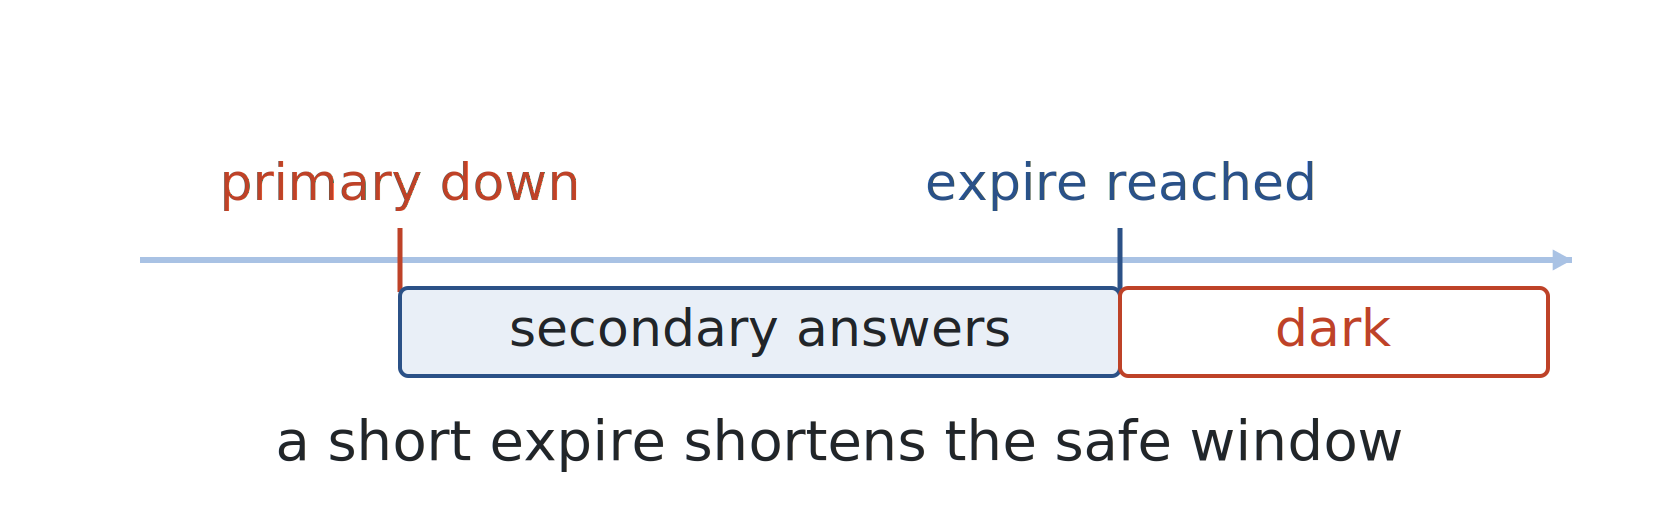 primary down
expire reached
secondary answers
dark
a short expire shortens the safe window